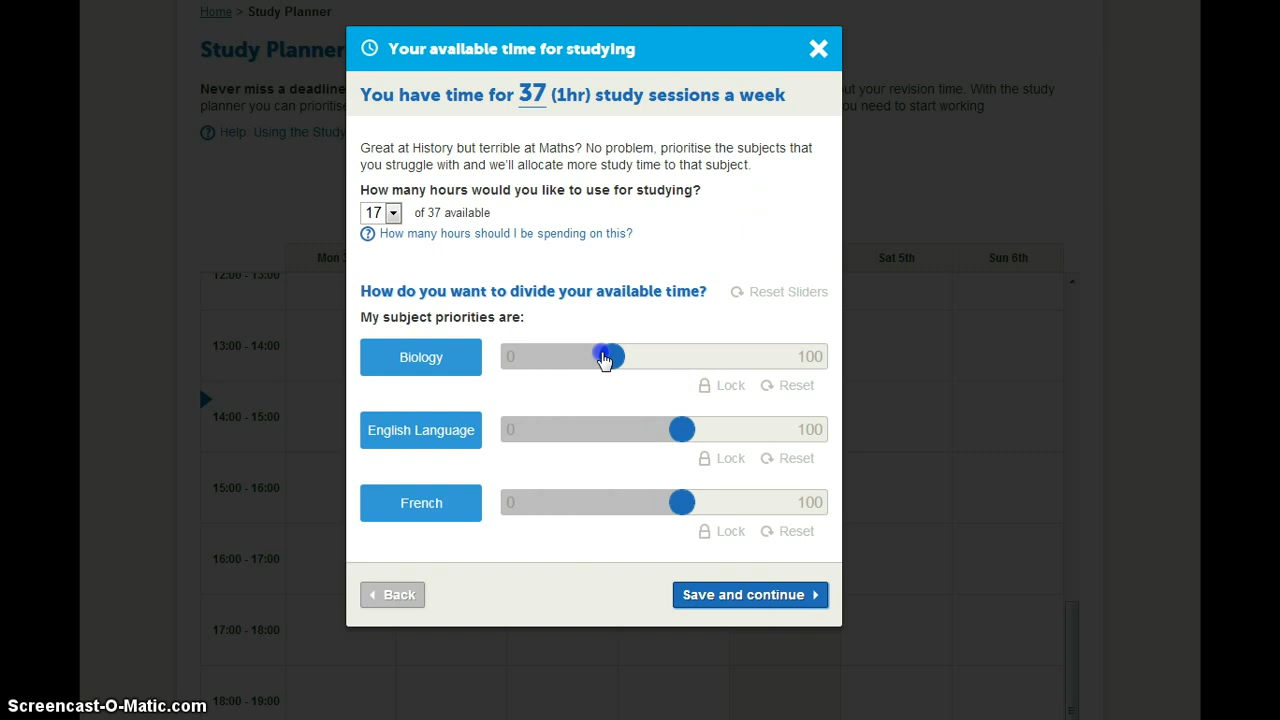 Home > Study Planner
Study Planner
Never miss a deadline
out your revision time. With the study
planner you can prioritise
you need to start working
Help: Using the Study
Your available time for studying
You have time for 37 (1hr) study sessions a week
Great at History but terrible at Maths? No problem, prioritise the subjects that
you struggle with and we'll allocate more study time to that subject.
How many hours would you like to use for studying?
17 of 37 available
How many hours should I be spending on this?
How do you want to divide your available time? Reset Sliders
My subject priorities are:
Biology 0 100
Lock Reset
English Language 0 100
Lock Reset
French 0 100
Lock Reset
Back Save and continue
Mon
Sat 5th
Sun 6th
12:00 - 13:00
13:00 - 14:00
14:00 - 15:00
15:00 - 16:00
16:00 - 17:00
17:00 - 18:00
18:00 - 19:00
Screencast-O-Matic.com